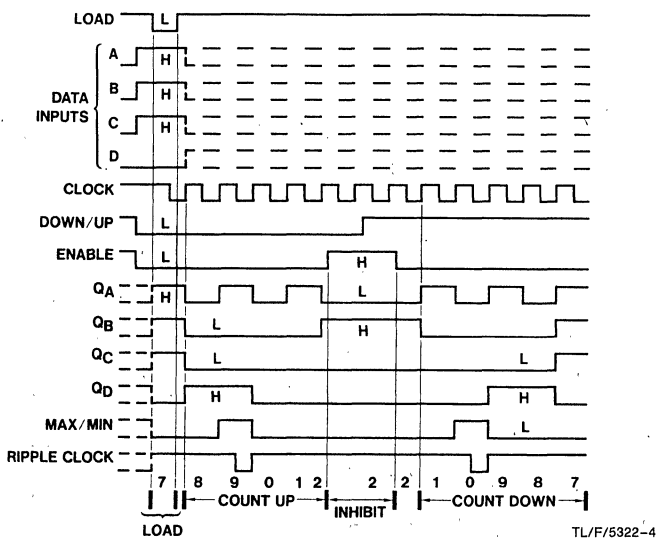 LOAD L
A H
B H
DATA
INPUTS
C H
D
CLOCK
DOWN/UP L
ENABLE L H
QA H L
QB L H
QC L L
QD H H
MAX/MIN L
RIPPLE CLOCK
7 8 9 0 1 2 2 2 1 0 9 8 7
COUNT UP INHIBIT COUNT DOWN
LOAD
TL/F/5322-4